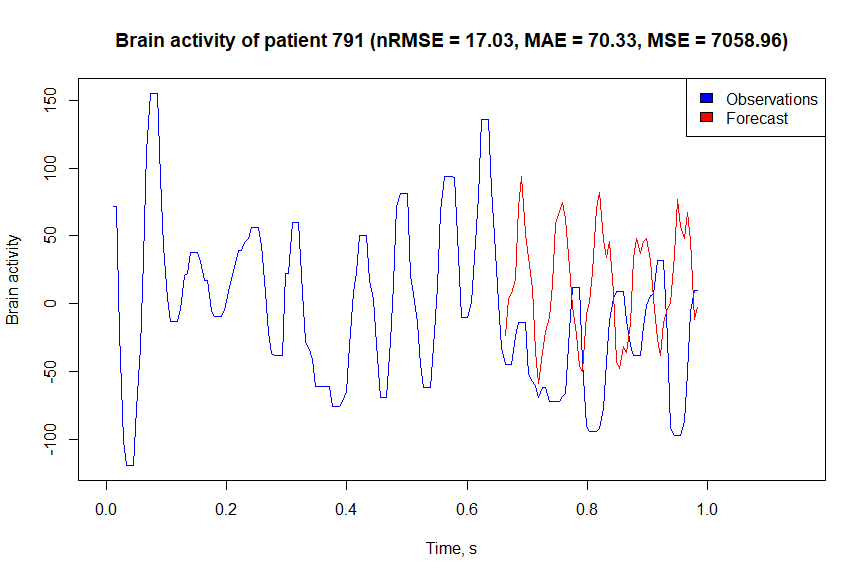 Brain activity of patient 791 (nRMSE = 17.03, MAE = 70.33, MSE = 7058.96)
Observations
Forecast
Brain activity
150
100
50
0
-50
-100
0.0 0.2 0.4 0.6 0.8 1.0
Time, s